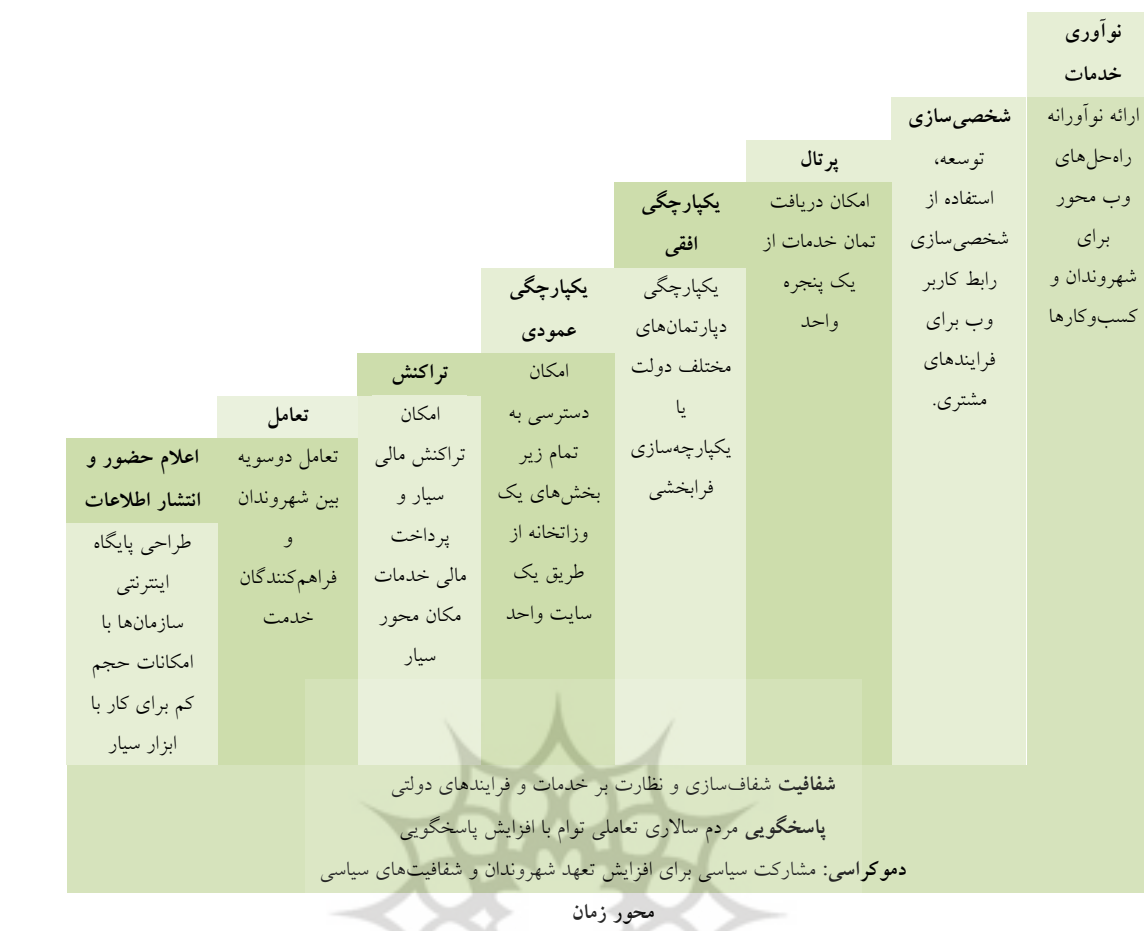 نوآوری
خدمات
ارائه نوآورانه
راه‌حل‌های
وب محور
برای
شهروندان و
کسب‌وکارها
شخصی‌سازی
توسعه،
استفاده از
شخصی‌سازی
رابط کاربر
وب برای
فرایندهای
مشتری.
پرتال
امکان دریافت
تمان خدمات از
یک پنجره
واحد
یکپارچگی
افقی
یکپارچگی
دپارتمان‌های
مختلف دولت
یا
یکپارچه‌سازی
فرابخشی
یکپارچگی
عمودی
امکان
دسترسی به
تمام زیر
بخش‌های یک
وزاتخانه از
طریق یک
سایت واحد
تراکنش
امکان
تراکنش مالی
سیار و
پرداخت
مالی خدمات
مکان محور
سیار
تعامل
تعامل دوسویه
بین شهروندان
و
فراهم‌کنندگان
خدمت
اعلام حضور و
انتشار اطلاعات
طراحی پایگاه
اینترنتی
سازمان‌ها با
امکانات حجم
کم برای کار با
ابزار سیار
شفافیت شفاف‌سازی و نظارت بر خدمات و فرایندهای دولتی
پاسخگویی مردم سالاری تعاملی توام با افزایش پاسخگویی
دموکراسی: مشارکت سیاسی برای افزایش تعهد شهروندان و شفافیت‌های سیاسی
محور زمان